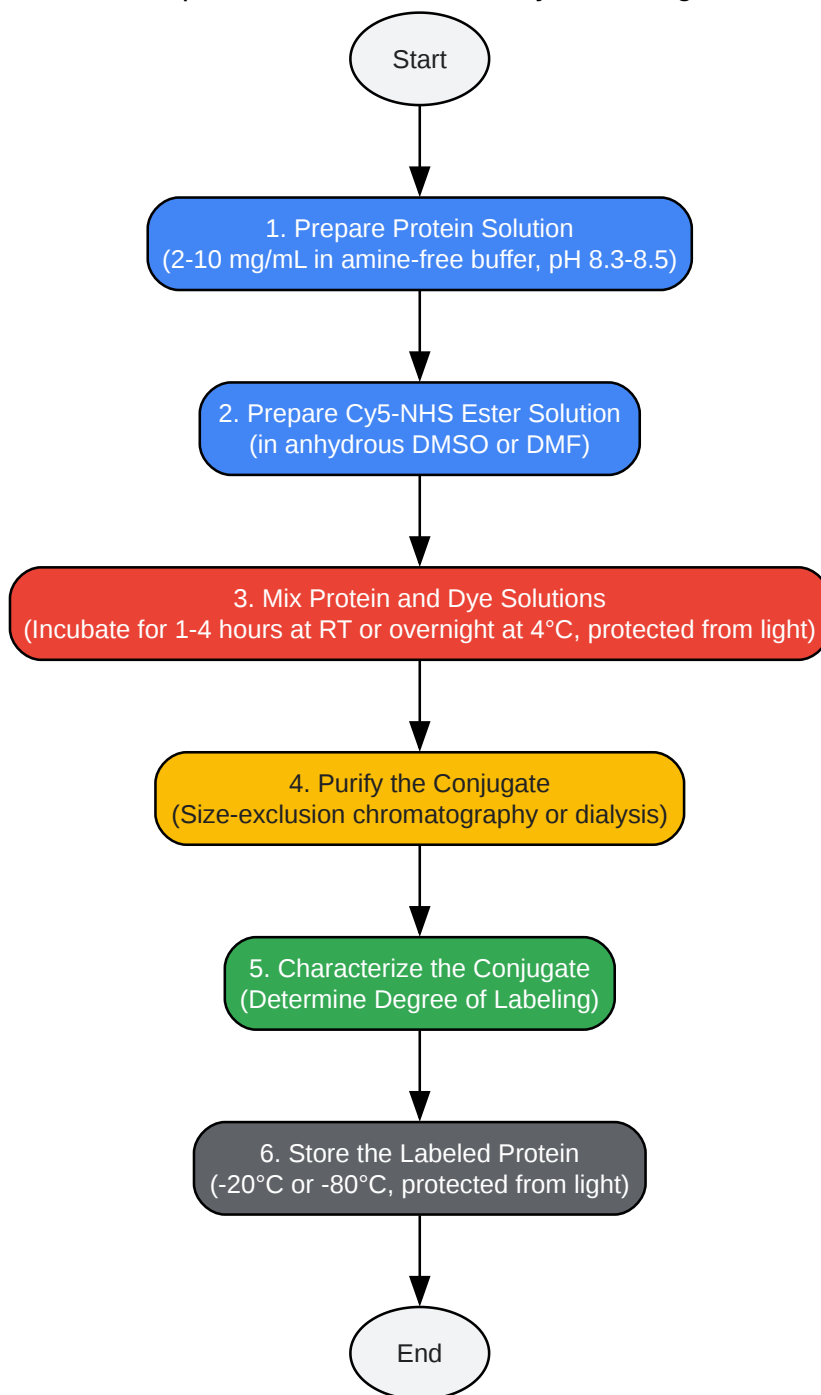 Start
1. Prepare Protein Solution
(2-10 mg/mL in amine-free buffer, pH 8.3-8.5)
2. Prepare Cy5-NHS Ester Solution
(in anhydrous DMSO or DMF)
3. Mix Protein and Dye Solutions
(Incubate for 1-4 hours at RT or overnight at 4°C, protected from light)
4. Purify the Conjugate
(Size-exclusion chromatography or dialysis)
5. Characterize the Conjugate
(Determine Degree of Labeling)
6. Store the Labeled Protein
(-20°C or -80°C, protected from light)
End